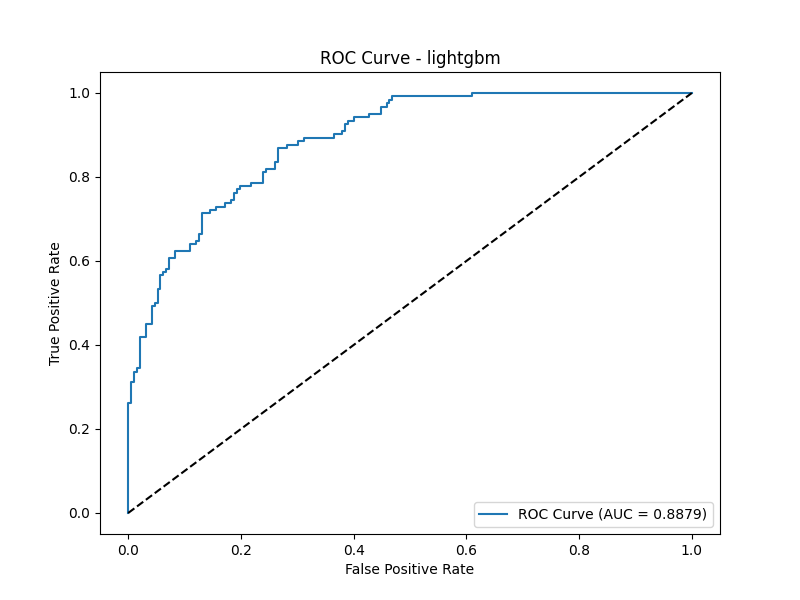 ROC Curve - lightgbm
1.0
0.8
0.6
0.4
0.2
0.0
True Positive Rate
ROC Curve (AUC = 0.8879)
0.0 0.2 0.4 0.6 0.8 1.0
False Positive Rate